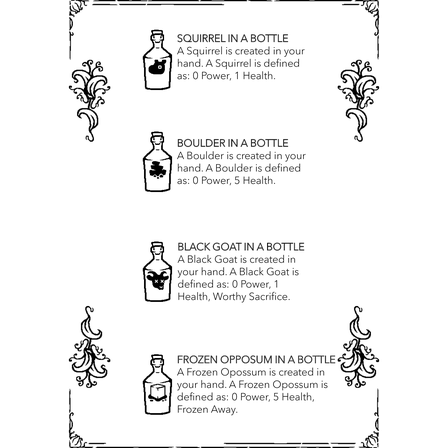 SQUIRREL IN A BOTTLE
A Squirrel is created in your
hand. A Squirrel is defined
as: 0 Power, 1 Health.
BOULDER IN A BOTTLE
A Boulder is created in your
hand. A Boulder is defined
as: 0 Power, 5 Health.
BLACK GOAT IN A BOTTLE
A Black Goat is created in
your hand. A Black Goat is
defined as: 0 Power, 1
Health, Worthy Sacrifice.
FROZEN OPPOSUM IN A BOTTLE
A Frozen Opossum is created in
your hand. A Frozen Opossum is
defined as: 0 Power, 5 Health,
Frozen Away.